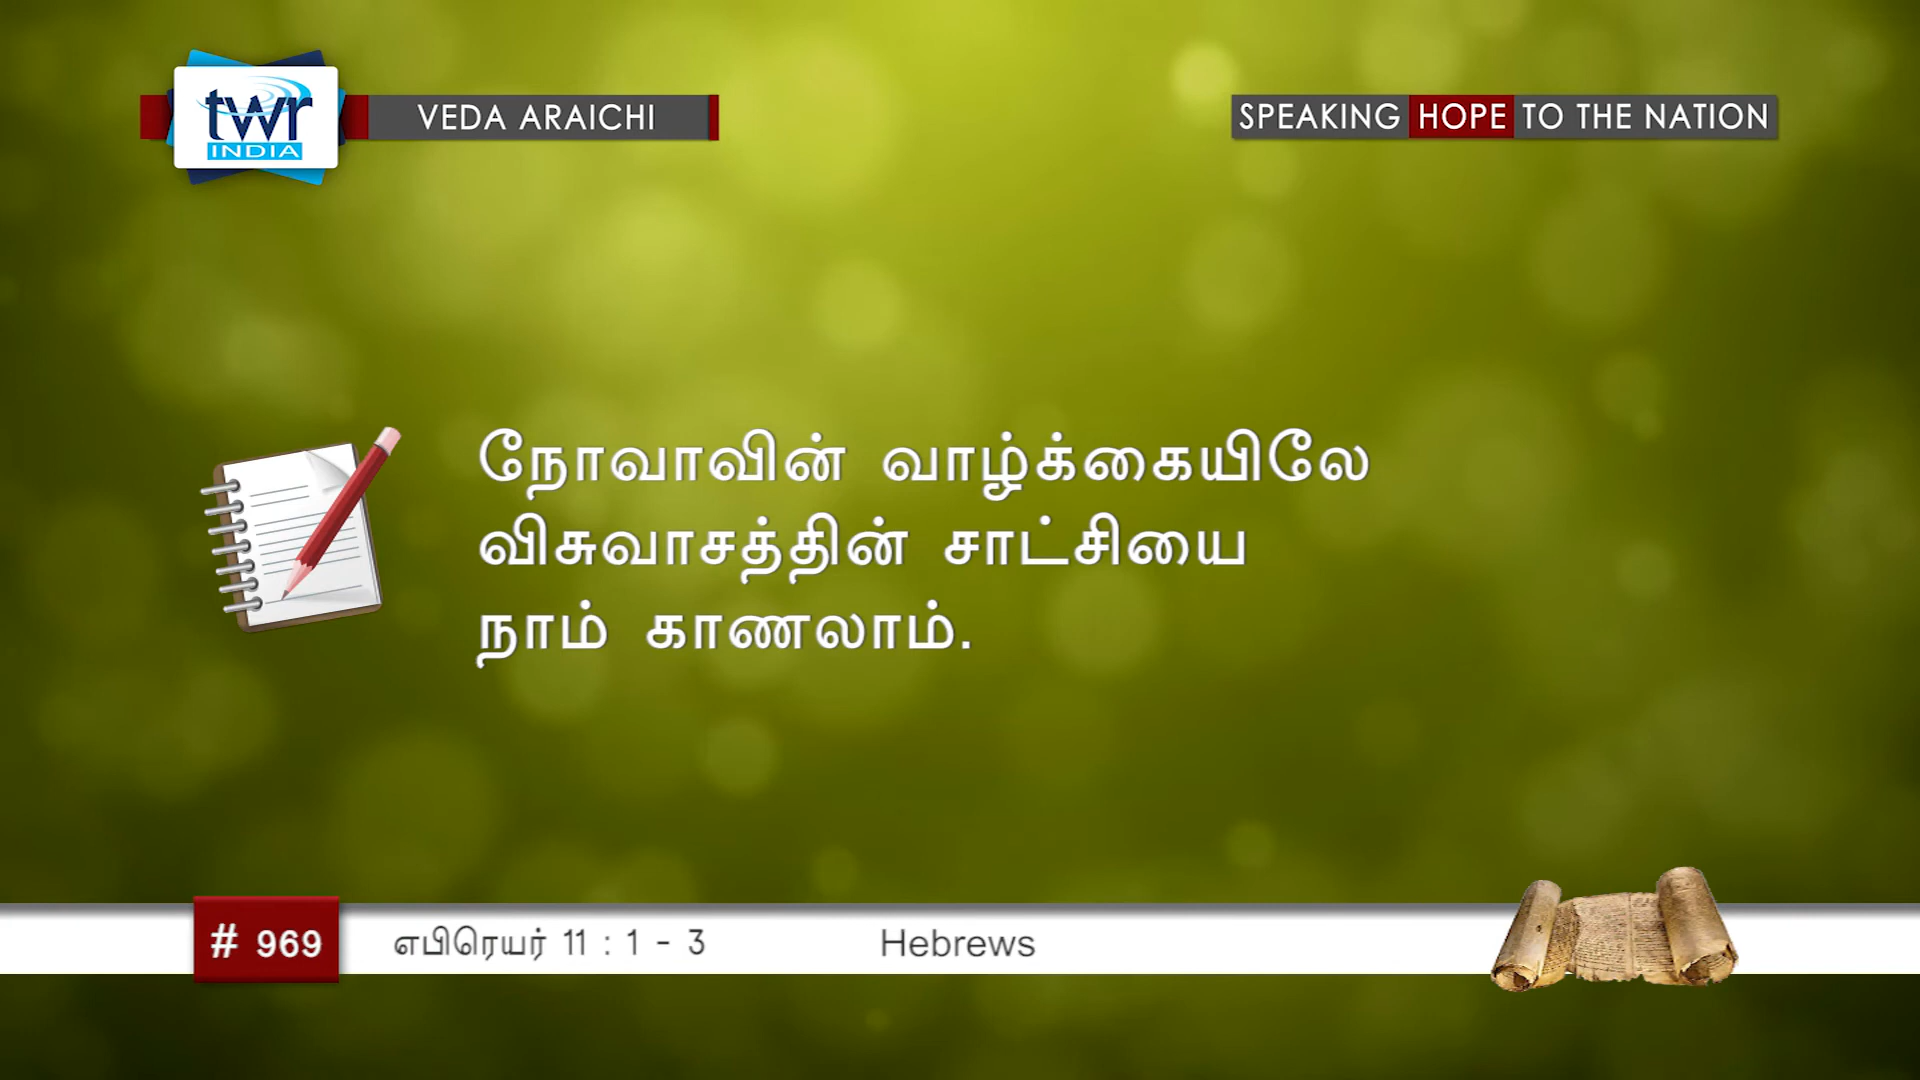 twr
INDIA
VEDA ARAICHI
SPEAKING HOPE TO THE NATION
நோவாவின் வாழ்க்கையிலே
விசுவாசத்தின் சாட்சியை
நாம் காணலாம்.
# 969
எபிரெயர் 11 : 1 - 3
Hebrews